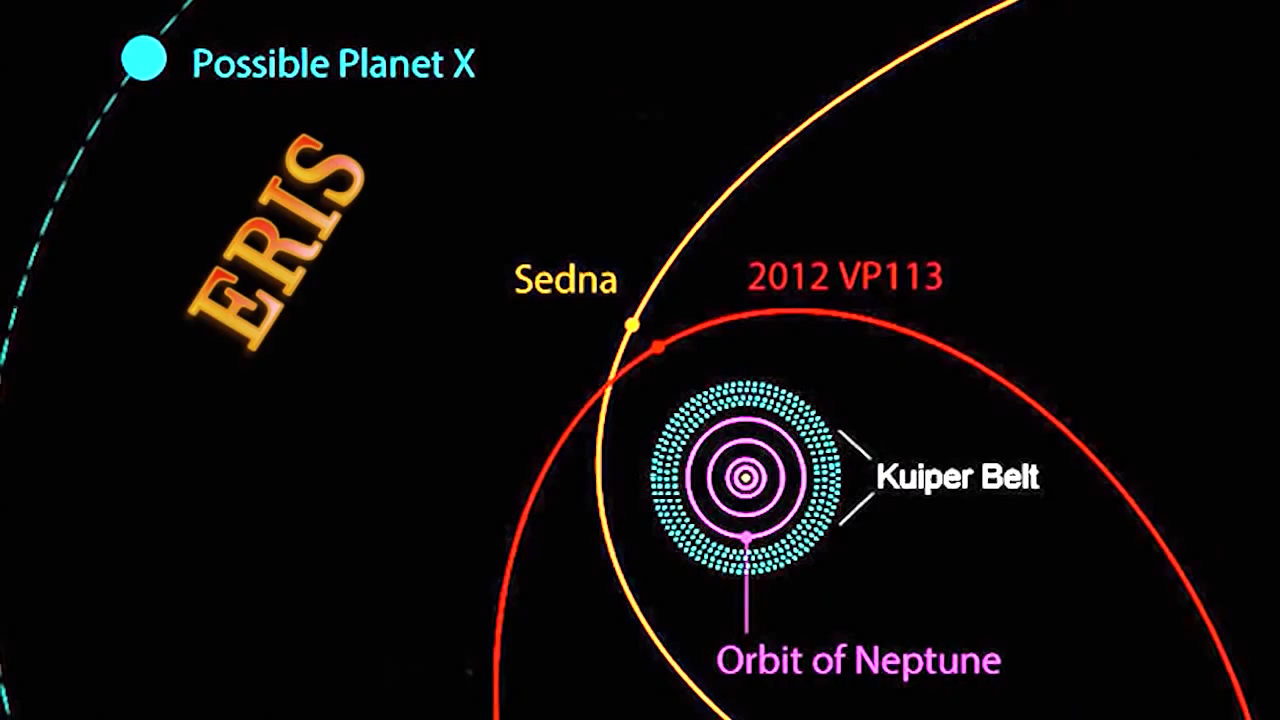 Possible Planet X
ERIS
Sedna
2012 VP113
Kuiper Belt
Orbit of Neptune